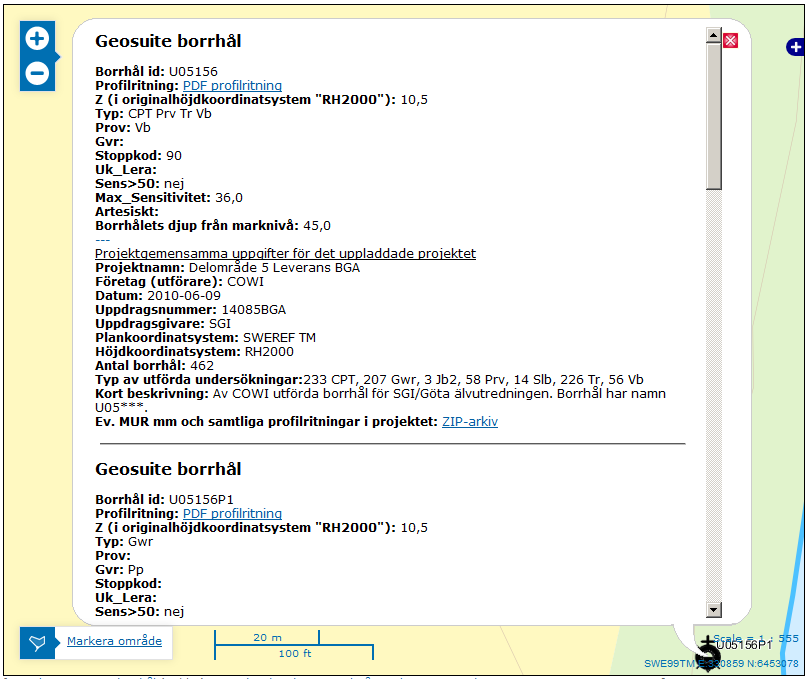 Geosuite borrhål
Borrhål id: U05156
Profilritning: PDF profilritning
Z (i originalhöjdkoordinatsystem "RH2000"): 10,5
Typ: CPT Prv Tr Vb
Prov: Vb
Gvr:
Stoppkod: 90
Uk_Lera:
Sens>50: nej
Max_Sensitivitet: 36,0
Artesiskt:
Borrhålets djup från marknivå: 45,0
---
Projektgemensamma uppgifter för det uppladdade projektet
Projektnamn: Delområde 5 Leverans BGA
Företag (utförare): COWI
Datum: 2010-06-09
Uppdragsnummer: 14085BGA
Uppdragsgivare: SGI
Plankoordinatsystem: SWEREF TM
Höjdkoordinatsystem: RH2000
Antal borrhål: 462
Typ av utförda undersökningar:233 CPT, 207 Gwr, 3 Jb2, 58 Prv, 14 Slb, 226 Tr, 56 Vb
Kort beskrivning: Av COWI utförda borrhål för SGI/Göta älvutredningen. Borrhål har namn
U05***.
Ev. MUR mm och samtliga profilritningar i projektet: ZIP-arkiv
Geosuite borrhål
Borrhål id: U05156P1
Profilritning: PDF profilritning
Z (i originalhöjdkoordinatsystem "RH2000"): 10,5
Typ: Gwr
Prov:
Gvr: Pp
Stoppkod:
Uk_Lera:
Sens>50: nej
Markera område
20 m
100 ft
Scale = 1 : 555
U05156P1
SWE99TM E:330859 N:6453078